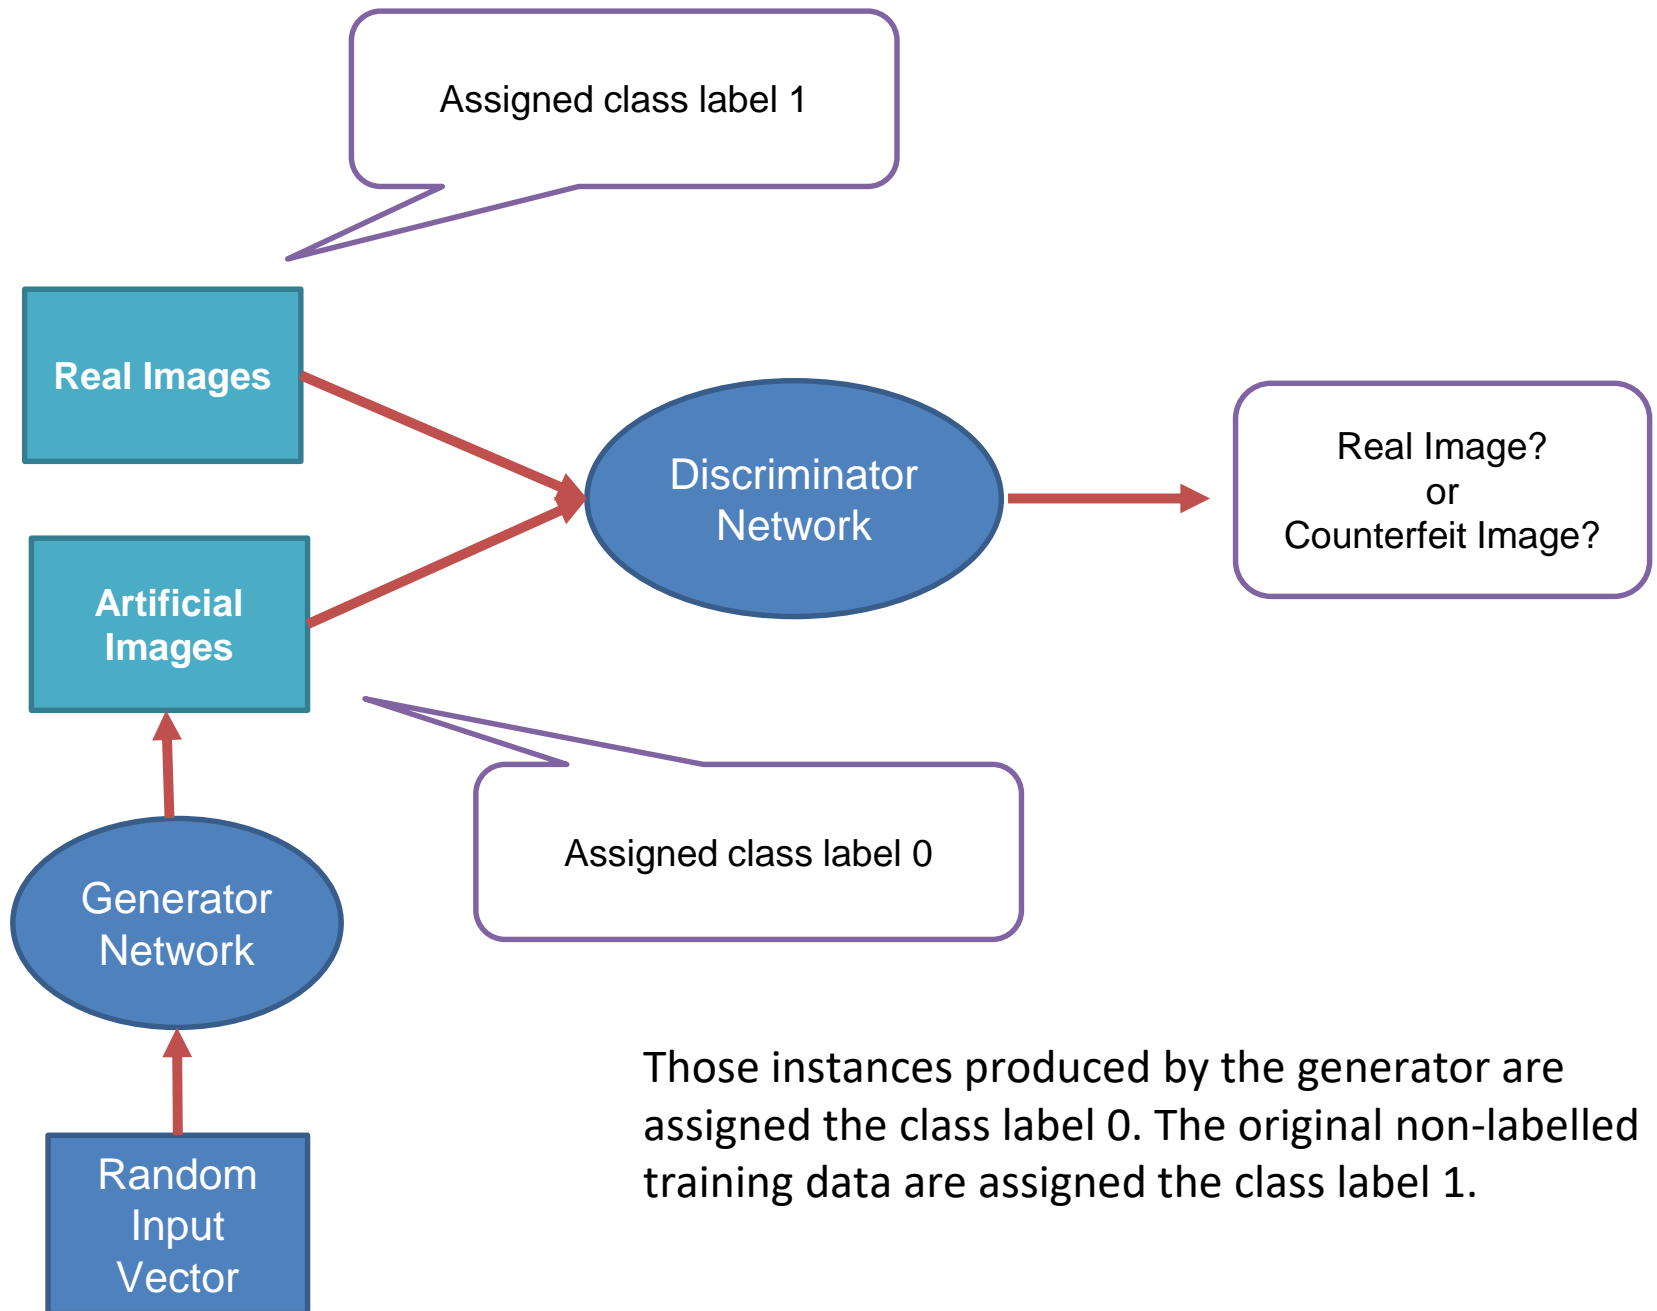 Assigned class label 1
Real Images
Discriminator
Network
Real Image?
or
Counterfeit Image?
Artificial
Images
Assigned class label 0
Generator
Network
Random
Input
Vector
Those instances produced by the generator are
assigned the class label 0. The original non-labelled
training data are assigned the class label 1.